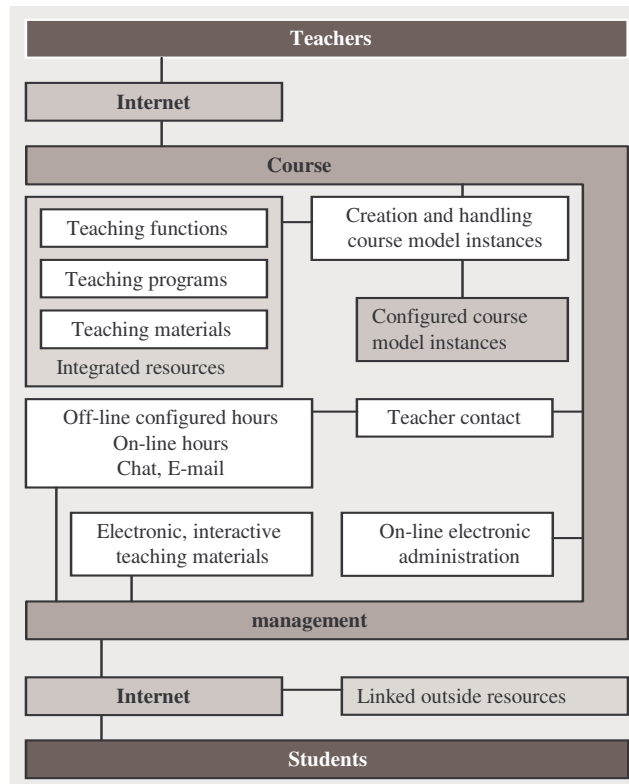 Teachers
Internet
Course
Teaching functions
Teaching programs
Teaching materials
Integrated resources
Creation and handling
course model instances
Configured course
model instances
Off-line configured hours
On-line hours
Chat, E-mail
Teacher contact
Electronic, interactive
teaching materials
On-line electronic
administration
management
Internet
Linked outside resources
Students